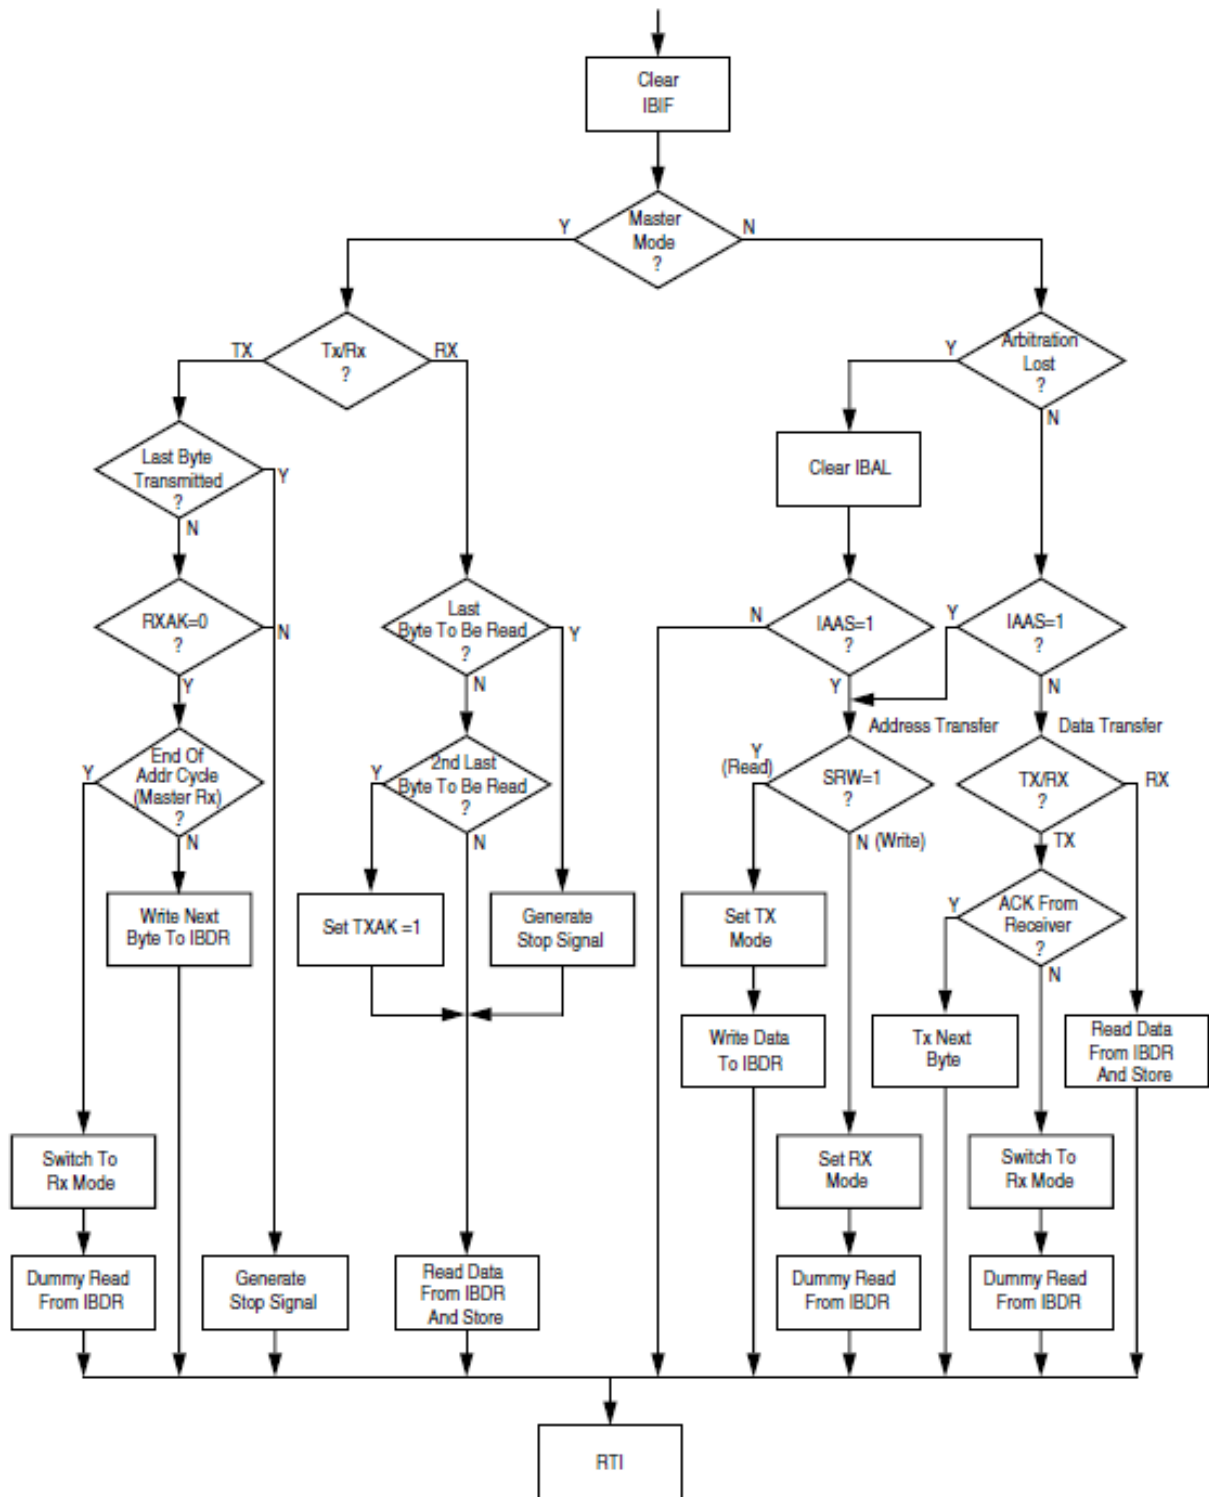 Clear
IBIF
Y
Master
Mode
?
N
TX
Tx/Rx
?
RX
Y
Arbitration
Lost
?
N
Last Byte
Transmitted
?
Y
N
Clear IBAL
RXAK=0
?
N
Y
Last
Byte To Be Read
?
Y
N
N
IAAS=1
?
Y
Y
IAAS=1
?
N
Address Transfer
Data Transfer
Y
End Of
Addr Cycle
(Master Rx)
?
N
Y
2nd Last
Byte To Be Read
?
N
Y
(Read)
SRW=1
?
N (Write)
TX/RX
?
RX
TX
Write Next
Byte To IBDR
Set TXAK =1
Generate
Stop Signal
Set TX
Mode
Y
ACK From
Receiver
?
N
Write Data
To IBDR
Tx Next
Byte
Read Data
From IBDR
And Store
Switch To
Rx Mode
Set RX
Mode
Switch To
Rx Mode
Dummy Read
From IBDR
Generate
Stop Signal
Read Data
From IBDR
And Store
Dummy Read
From IBDR
Dummy Read
From IBDR
RTI